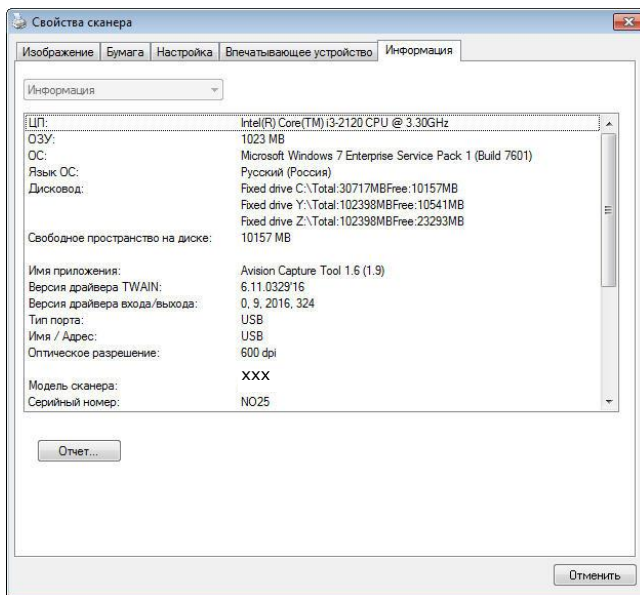 Свойства сканера
Изображение Бумага Настройка Впечатывающее устройство Информация
Информация
ЦП: Intel(R) Core(TM) i3-2120 CPU @ 3.30GHz
ОЗУ: 1023 MB
ОС: Microsoft Windows 7 Enterprise Service Pack 1 (Build 7601)
Язык ОС: Русский (Россия)
Дисковод: Fixed drive C:\Total:30717MBFree:10157MB
Fixed drive Y:\Total:102398MBFree:10541MB
Fixed drive Z:\Total:102398MBFree:23293MB
Свободное пространство на диске: 10157 MB
Имя приложения: Avision Capture Tool 1.6 (1.9)
Версия драйвера TWAIN: 6.11.0329'16
Версия драйвера входа/выхода: 0, 9, 2016, 324
Тип порта: USB
Имя / Адрес: USB
Оптическое разрешение: 600 dpi
Модель сканера: xxx
Серийный номер: NO25
Отчет...
Отменить